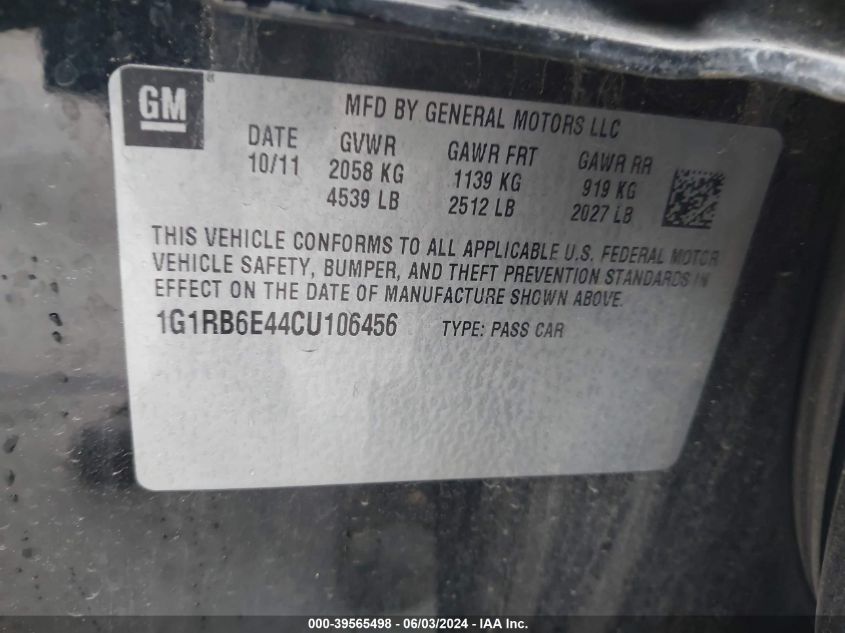 GM ®
MFD BY GENERAL MOTORS LLC
DATE GVWR GAWR FRT GAWR RR
10/11 2058 KG 1139 KG 919 KG
4539 LB 2512 LB 2027 LB
THIS VEHICLE CONFORMS TO ALL APPLICABLE U.S. FEDERAL MOTOR
VEHICLE SAFETY, BUMPER, AND THEFT PREVENTION STANDARDS IN
EFFECT ON THE DATE OF MANUFACTURE SHOWN ABOVE.
1G1RB6E44CU106456 TYPE: PASS CAR
000-39565498 - 06/03/2024 - IAA Inc.